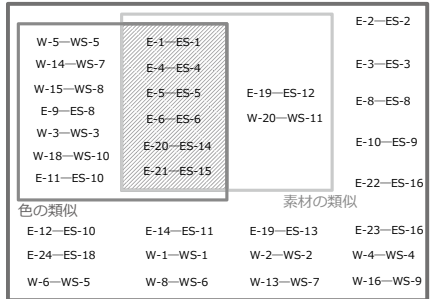 E-2—ES-2
W-5—WS-5
E-1—ES-1
W-14—WS-7
E-4—ES-4
E-3—ES-3
W-15—WS-8
E-5—ES-5
E-19—ES-12
E-8—ES-8
E-9—ES-8
E-6—ES-6
W-20—WS-11
W-3—WS-3
W-18—WS-10
E-20—ES-14
E-10—ES-9
E-11—ES-10
E-21—ES-15
E-22—ES-16
色の類似
素材の類似
E-12—ES-10
E-14—ES-11
E-19—ES-13
E-23—ES-16
E-24—ES-18
W-1—WS-1
W-2—WS-2
W-4—WS-4
W-6—WS-5
W-8—WS-6
W-13—WS-7
W-16—WS-9